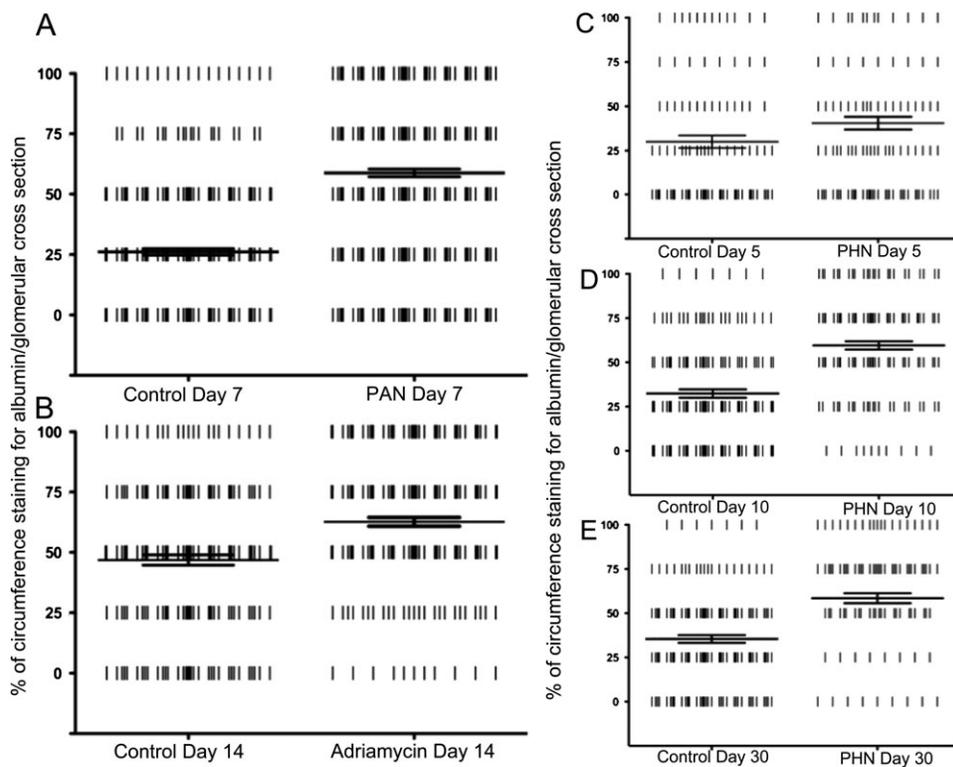 A
100
75
50
25
0
Control Day 7
PAN Day 7
B
100
75
50
25
0
Control Day 14
Adriamycin Day 14
% of circumference staining for albumin/glomerular cross section
C
100
75
50
25
0
Control Day 5
PHN Day 5
D
100
75
50
25
0
Control Day 10
PHN Day 10
E
100
75
50
25
0
Control Day 30
PHN Day 30
% of circumference staining for albumin/glomerular cross section